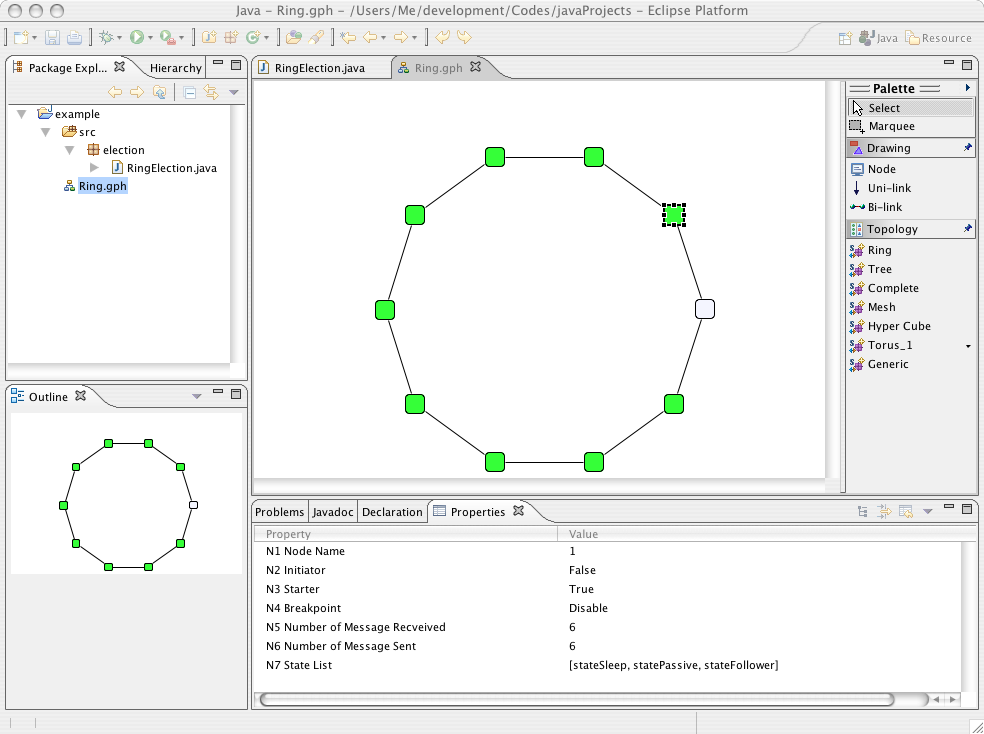 Java – Ring.gph – /Users/Me/development/Codes/javaProjects – Eclipse Platform
Java
Resource
Package Expl...
Hierarchy
example
src
election
RingElection.java
Ring.gph
Outline
RingElection.java
Ring.gph
Palette
Select
Marquee
Drawing
Node
Uni-link
Bi-link
Topology
Ring
Tree
Complete
Mesh
Hyper Cube
Torus_1
Generic
Problems Javadoc Declaration Properties
Property Value
N1 Node Name 1
N2 Initiator False
N3 Starter True
N4 Breakpoint Disable
N5 Number of Message Recveived 6
N6 Number of Message Sent 6
N7 State List [stateSleep, statePassive, stateFollower]